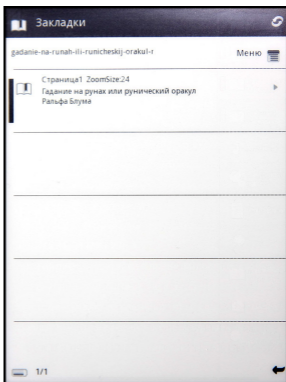 Закладки
gadanie-na-runah-ili-runicheskij-orakul-r
Меню
Страница1 ZoomSize:24
Гадание на рунах или рунический оракул
Ральфа Блума
1/1